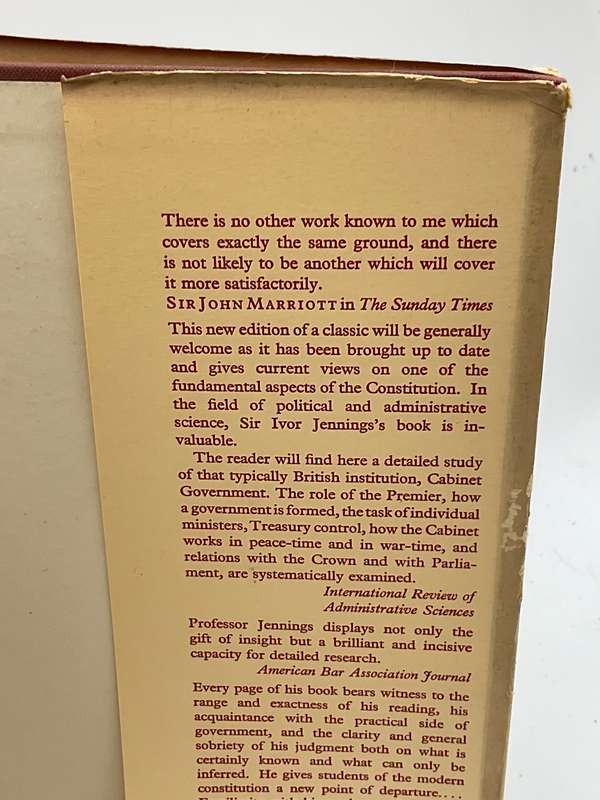 There is no other work known to me which
covers exactly the same ground, and there
is not likely to be another which will cover
it more satisfactorily.
SIR JOHN MARRIOTT in The Sunday Times
This new edition of a classic will be generally
welcome as it has been brought up to date
and gives current views on one of the
fundamental aspects of the Constitution. In
the field of political and administrative
science, Sir Ivor Jennings's book is in-
valuable.
The reader will find here a detailed study
of that typically British institution, Cabinet
Government. The role of the Premier, how
a government is formed, the task of individual
ministers, Treasury control, how the Cabinet
works in peace-time and in war-time, and
relations with the Crown and with Parlia-
ment, are systematically examined.
International Review of
Administrative Sciences
Professor Jennings displays not only the
gift of insight but a brilliant and incisive
capacity for detailed research.
American Bar Association Journal
Every page of his book bears witness to the
range and exactness of his reading, his
acquaintance with the practical side of
government, and the clarity and general
sobriety of his judgment both on what is
certainly known and what can only be
inferred. He gives students of the modern
constitution a new point of departure....